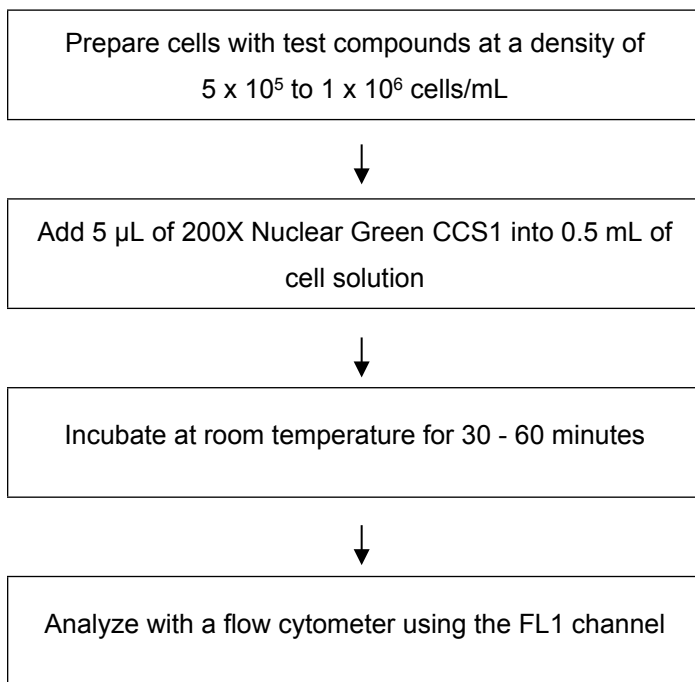 Prepare cells with test compounds at a density of
5 x 10⁵ to 1 x 10⁶ cells/mL
Add 5 µL of 200X Nuclear Green CCS1 into 0.5 mL of
cell solution
Incubate at room temperature for 30 - 60 minutes
Analyze with a flow cytometer using the FL1 channel